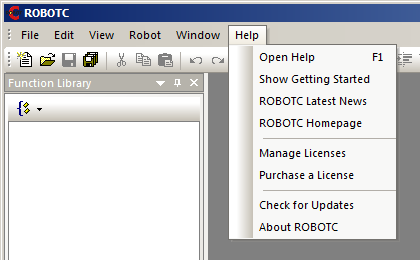 ROBOTC
File Edit View Robot Window Help
Open Help F1
Function Library
Show Getting Started
ROBOTC Latest News
ROBOTC Homepage
Manage Licenses
Purchase a License
Check for Updates
About ROBOTC